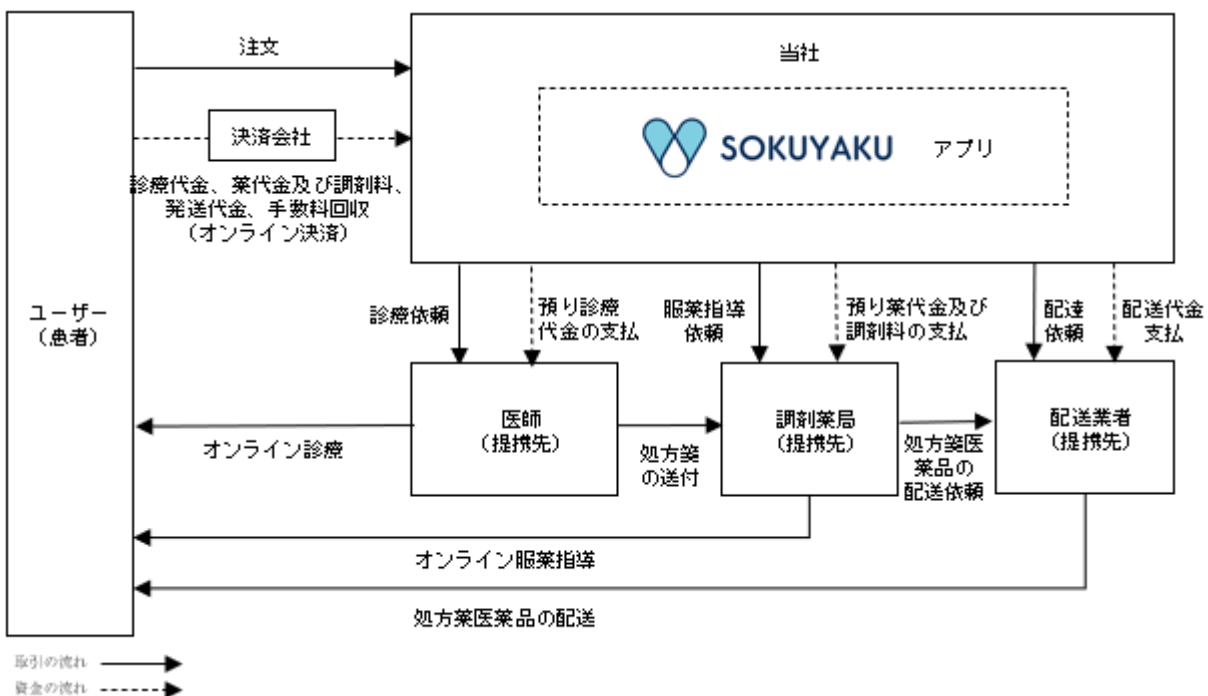 注文
当社
決済会社
SOKUYAKU アプリ
診療代金、薬代金及び調剤料、
発送代金、手数料回収
(オンライン決済)
ユーザー
(患者)
診療依頼
預り診療
代金の支払
服薬指導
依頼
預り薬代金及び
調剤料の支払
配達
依頼
配送代金
支払
医師
(提携先)
調剤薬局
(提携先)
配送業者
(提携先)
オンライン診療
処方箋
の送付
処方箋医
薬品の
配送依頼
オンライン服薬指導
処方薬医薬品の配送
取引の流れ
資金の流れ